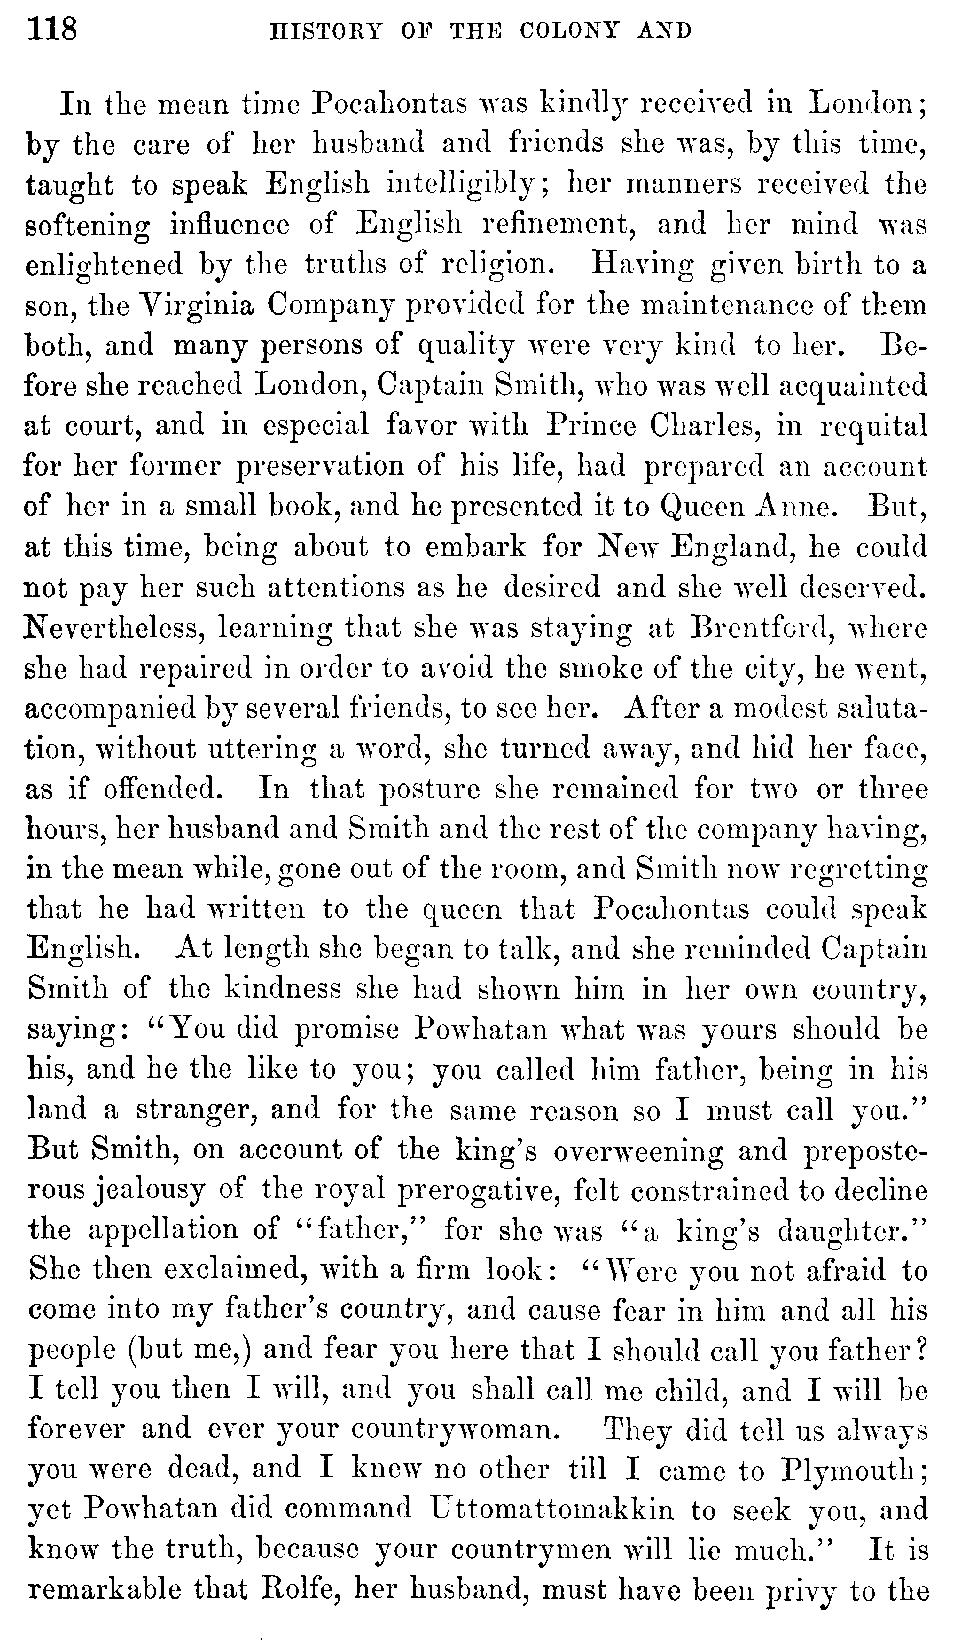 118 HISTORY OF THE COLONY AND
In the mean time Pocahontas was kindly received in London;
by the care of her husband and friends she was, by this time,
taught to speak English intelligibly; her manners received the
softening influence of English refinement, and her mind was
enlightened by the truths of religion. Having given birth to a
son, the Virginia Company provided for the maintenance of them
both, and many persons of quality were very kind to her. Be-
fore she reached London, Captain Smith, who was well acquainted
at court, and in especial favor with Prince Charles, in requital
for her former preservation of his life, had prepared an account
of her in a small book, and he presented it to Queen Anne. But,
at this time, being about to embark for New England, he could
not pay her such attentions as he desired and she well deserved.
Nevertheless, learning that she was staying at Brentford, where
she had repaired in order to avoid the smoke of the city, he went,
accompanied by several friends, to see her. After a modest saluta-
tion, without uttering a word, she turned away, and hid her face,
as if offended. In that posture she remained for two or three
hours, her husband and Smith and the rest of the company having,
in the mean while, gone out of the room, and Smith now regretting
that he had written to the queen that Pocahontas could speak
English. At length she began to talk, and she reminded Captain
Smith of the kindness she had shown him in her own country,
saying: "You did promise Powhatan what was yours should be
his, and he the like to you; you called him father, being in his
land a stranger, and for the same reason so I must call you."
But Smith, on account of the king's overweening and preposte-
rous jealousy of the royal prerogative, felt constrained to decline
the appellation of "father," for she was "a king's daughter."
She then exclaimed, with a firm look: "Were you not afraid to
come into my father's country, and cause fear in him and all his
people (but me,) and fear you here that I should call you father?
I tell you then I will, and you shall call me child, and I will be
forever and ever your countrywoman. They did tell us always
you were dead, and I knew no other till I came to Plymouth;
yet Powhatan did command Uttomattomakkin to seek you, and
know the truth, because your countrymen will lie much." It is
remarkable that Rolfe, her husband, must have been privy to the